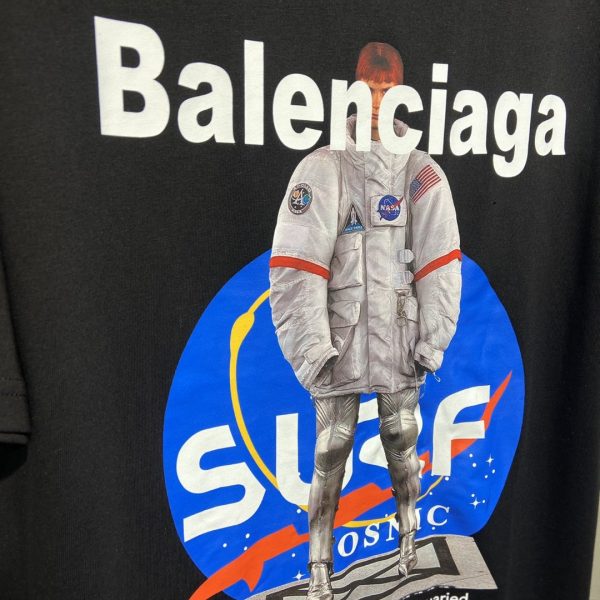 Balenciaga
NASA
SURF
COSMIC